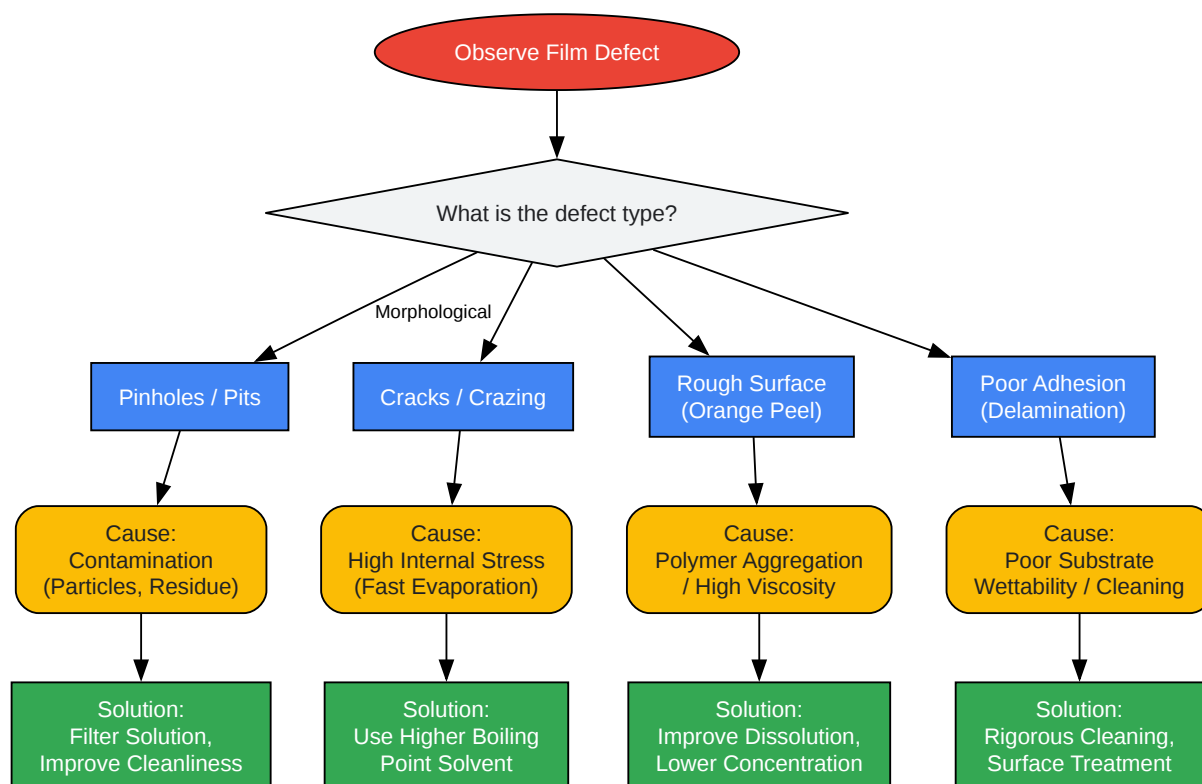 Observe Film Defect
What is the defect type?
Morphological
Pinholes / Pits
Cracks / Crazing
Rough Surface
(Orange Peel)
Poor Adhesion
(Delamination)
Cause:
Contamination
(Particles, Residue)
Cause:
High Internal Stress
(Fast Evaporation)
Cause:
Polymer Aggregation
/ High Viscosity
Cause:
Poor Substrate
Wettability / Cleaning
Solution:
Filter Solution,
Improve Cleanliness
Solution:
Use Higher Boiling
Point Solvent
Solution:
Improve Dissolution,
Lower Concentration
Solution:
Rigorous Cleaning,
Surface Treatment